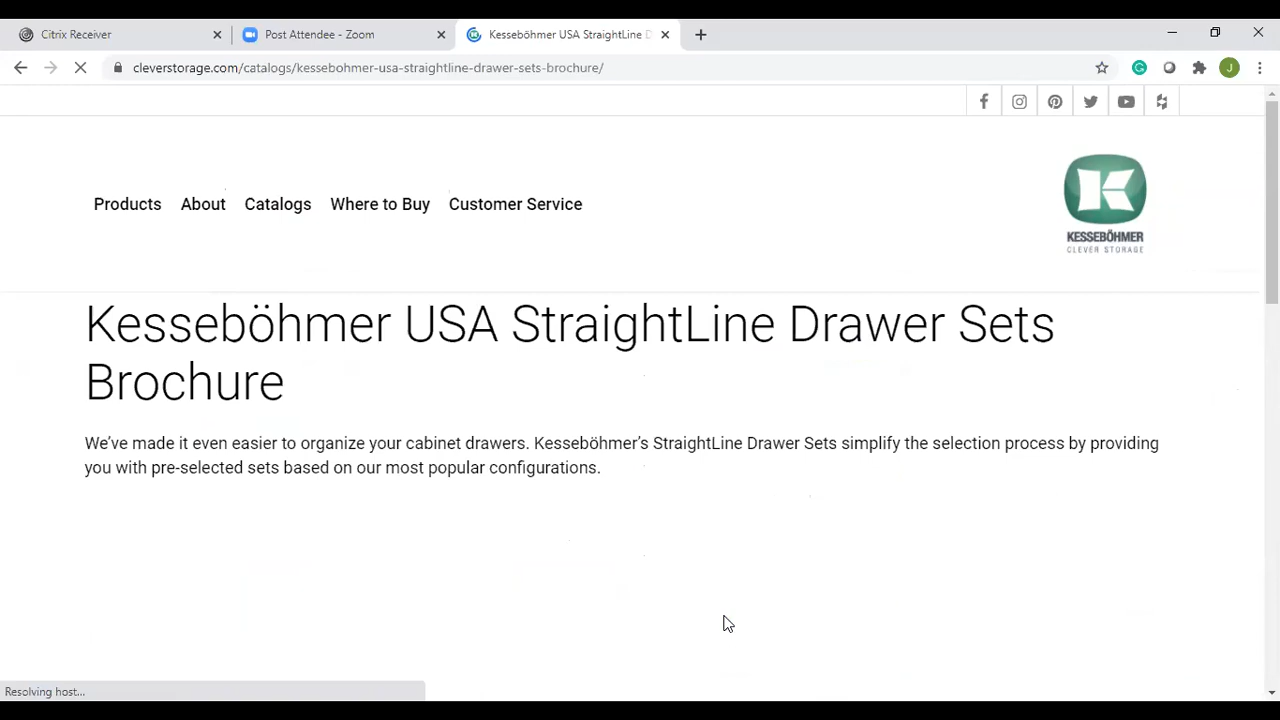 Citrix Receiver
Post Attendee - Zoom
Kesseböhmer USA StraightLine D
cleverstorage.com/catalogs/kessebohmer-usa-straightline-drawer-sets-brochure/
J
Products About Catalogs Where to Buy Customer Service
K
KESSEBÖHMER
CLEVER STORAGE
Kesseböhmer USA StraightLine Drawer Sets
Brochure
We’ve made it even easier to organize your cabinet drawers. Kesseböhmer’s StraightLine Drawer Sets simplify the selection process by providing
you with pre-selected sets based on our most popular configurations.
Resolving host...